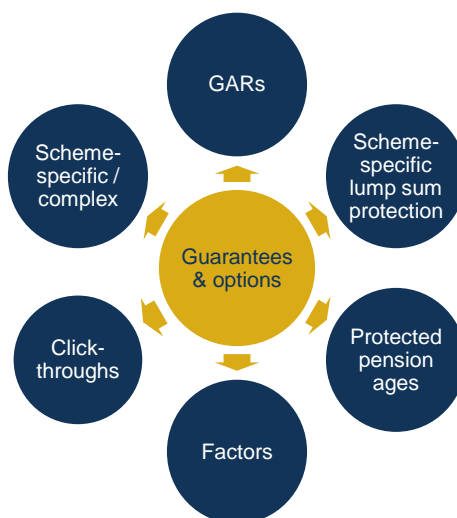 GARs
Scheme-
specific
lump sum
protection
Protected
pension
ages
Factors
Click-
throughs
Scheme-
specific /
complex
Guarantees
& options